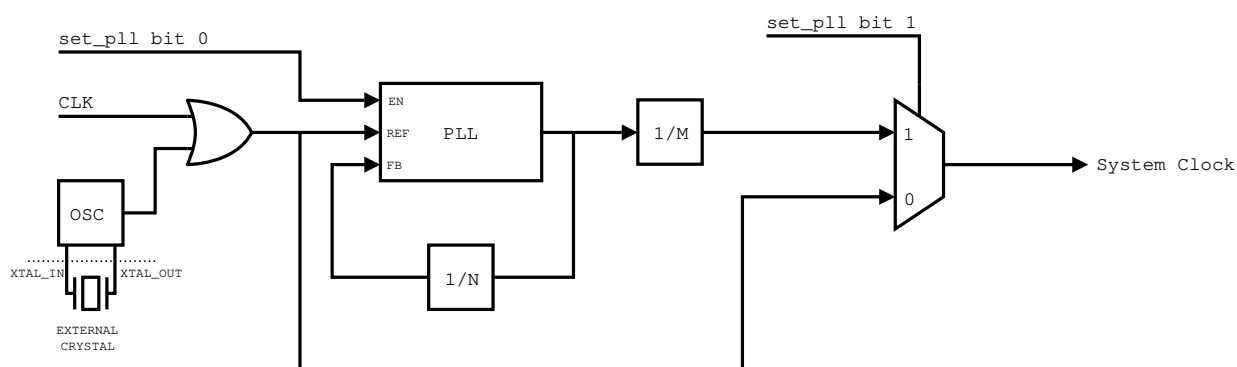 set_pll bit 1
set_pll bit 0
CLK
EN
REF
PLL
FB
1/M
1
0
System Clock
OSC
XTAL_IN
XTAL_OUT
1/N
EXTERNAL
CRYSTAL